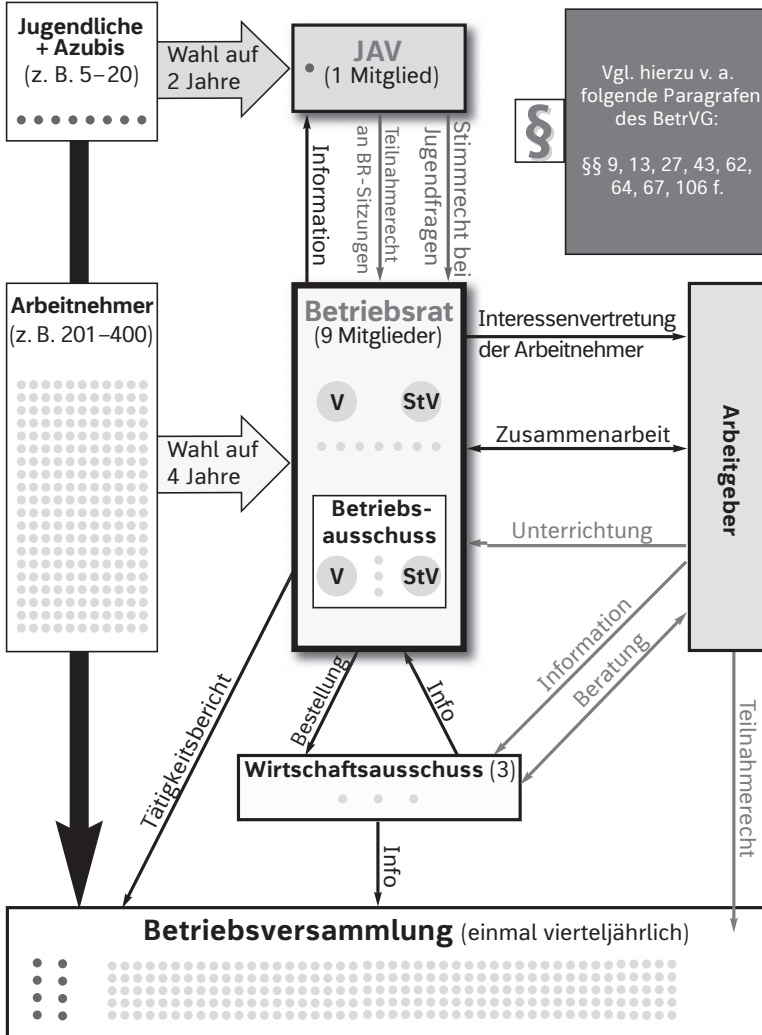 Jugendliche
+ Azubis
(z. B. 5–20)
Wahl auf
2 Jahre
JAV
(1 Mitglied)
§
Vgl. hierzu v. a.
folgende Paragrafen
des BetrVG:
§§ 9, 13, 27, 43, 62,
64, 67, 106 f.
Information
Teilnahmerecht
an BR-Sitzungen
Stimmrecht bei
Jugendfragen
Arbeitnehmer
(z. B. 201–400)
Wahl auf
4 Jahre
Betriebsrat
(9 Mitglieder)
V
StV
Betriebs-
ausschuss
V
StV
Interessenvertretung
der Arbeitnehmer
Zusammenarbeit
Unterrichtung
Arbeitgeber
Information
Beratung
Teilnahmerecht
Tätigkeitsbericht
Bestellung
Info
Wirtschaftsausschuss (3)
Info
Betriebsversammlung (einmal vierteljährlich)